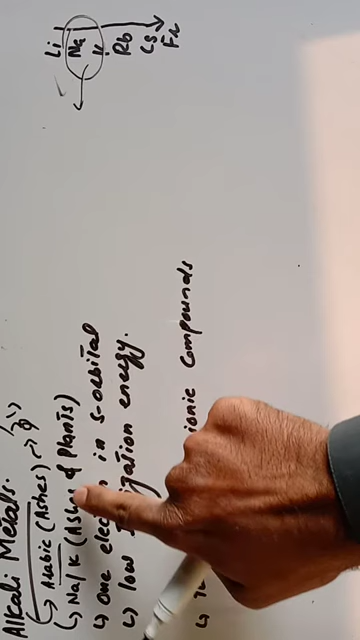 Alkali Metals.
Arabic (Ashes)
Na/K (Ashes of Plants)
one electron in s-orbital
low ionization energy.
ionic compounds
Li
Na
K
Rb
Cs
Fr